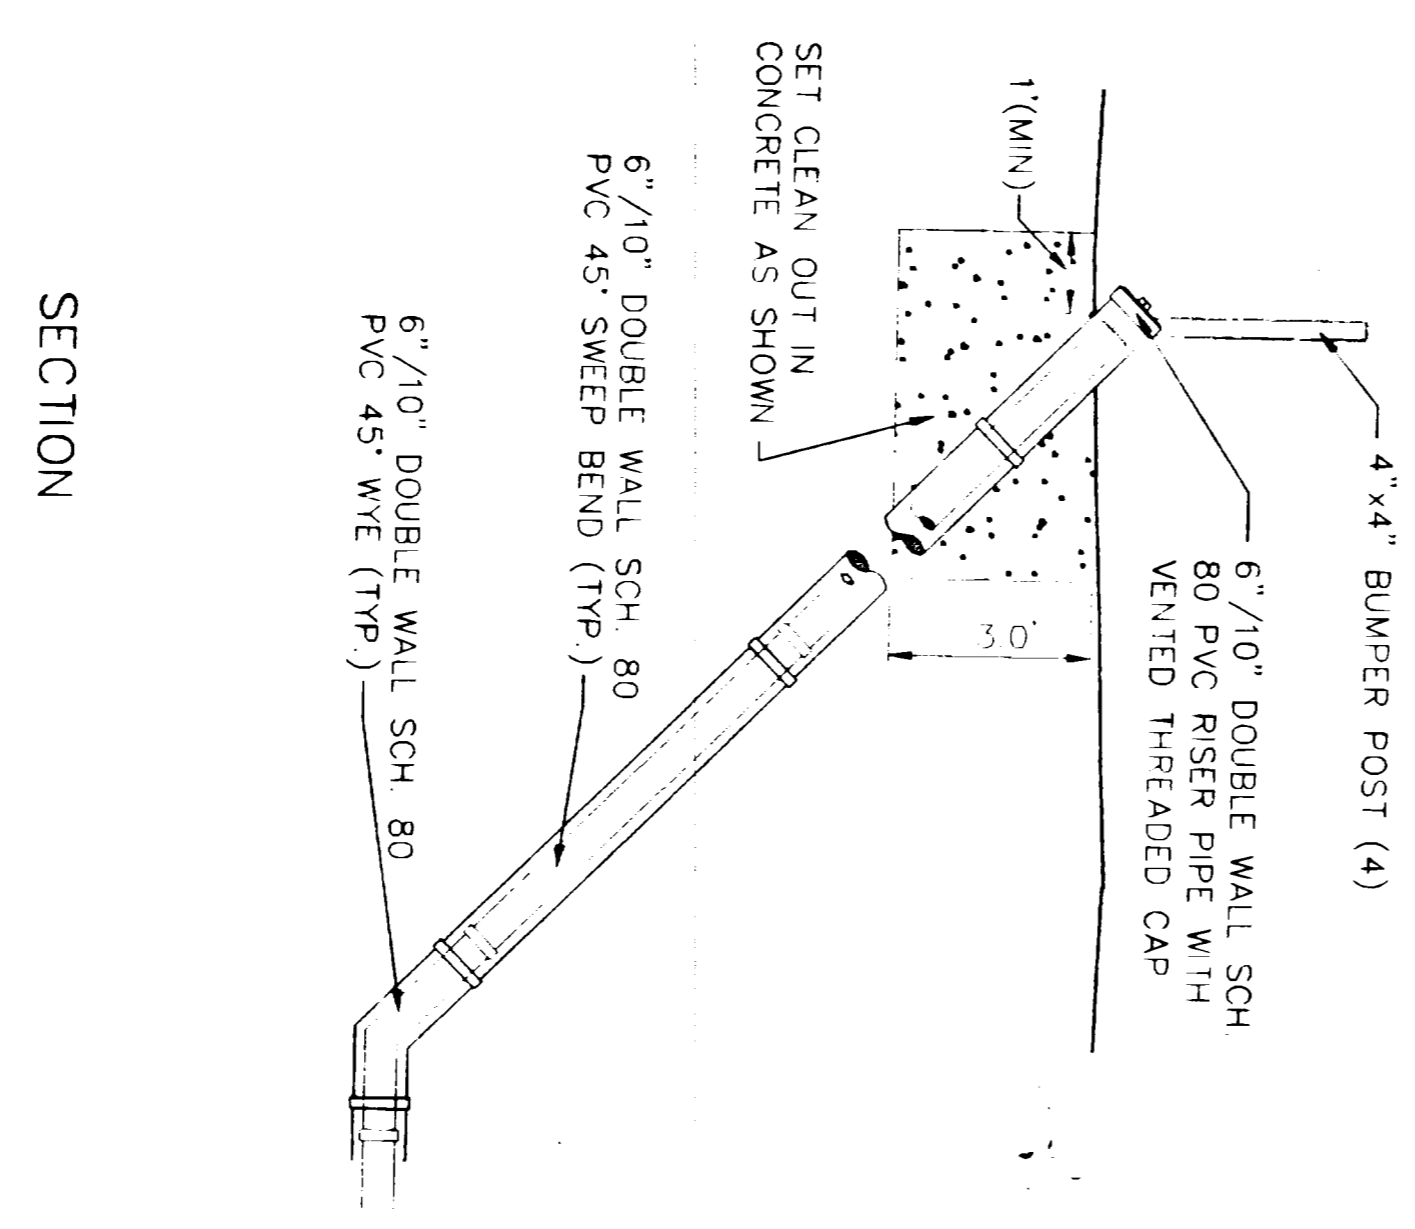 4"x4" BUMPER POST (4)
6"/10" DOUBLE WALL SCH
80 PVC RISER PIPE WITH
VENTED THREADED CAP
1'(MIN)
3.0'
SET CLEAN OUT IN
CONCRETE AS SHOWN
6"/10" DOUBLE WALL SCH. 80
PVC 45° SWEEP BEND (TYP.)
6"/10" DOUBLE WALL SCH. 80
PVC 45° WYE (TYP.)
SECTION